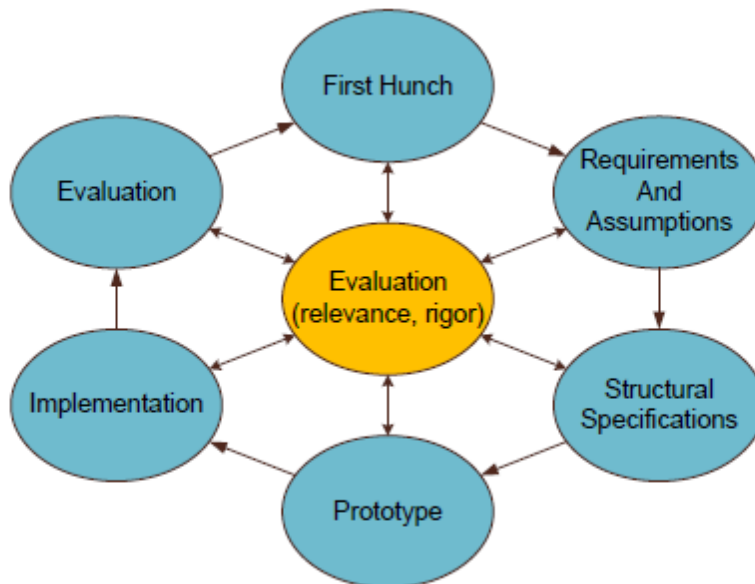 First Hunch
Requirements
And
Assumptions
Evaluation
Evaluation
(relevance, rigor)
Implementation
Structural
Specifications
Prototype